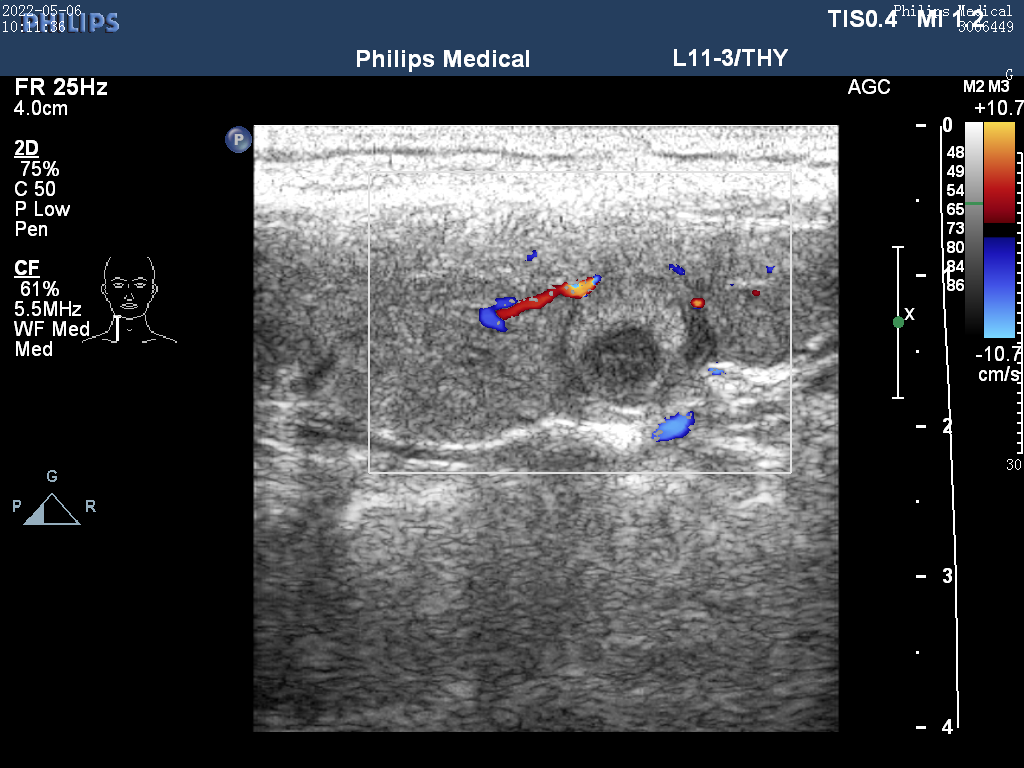 2022-05-06
10:11:36
PHILIPS
TIS0.4 MI 1.2
Philips Medical
3066449
Philips Medical
L11-3/THY
G
FR 25Hz
4.0cm
AGC
M2 M3
+10.7
2D
75%
C 50
P Low
Pen
CF
61%
5.5MHz
WF Med
Med
P
0
48
49
54
65
73
80
84
86
x
-10.7
cm/s
2
30
G
P
R
3
4